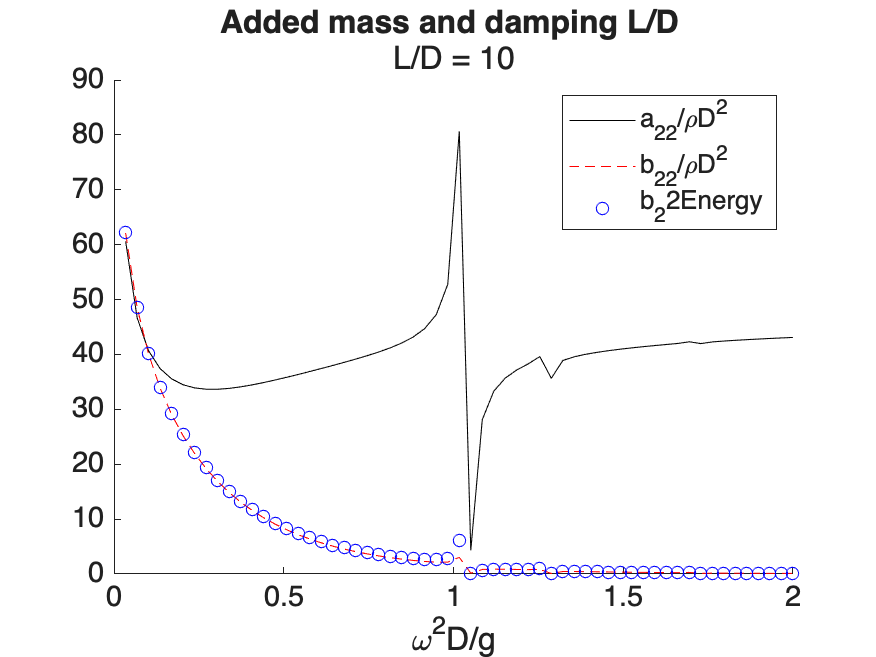 Added mass and damping L/D
L/D = 10
90
80
70
60
50
40
30
20
10
0
0
0.5
1
1.5
2
ω²D/g
a₂₂/ρD²
b₂₂/ρD²
b₂2Energy